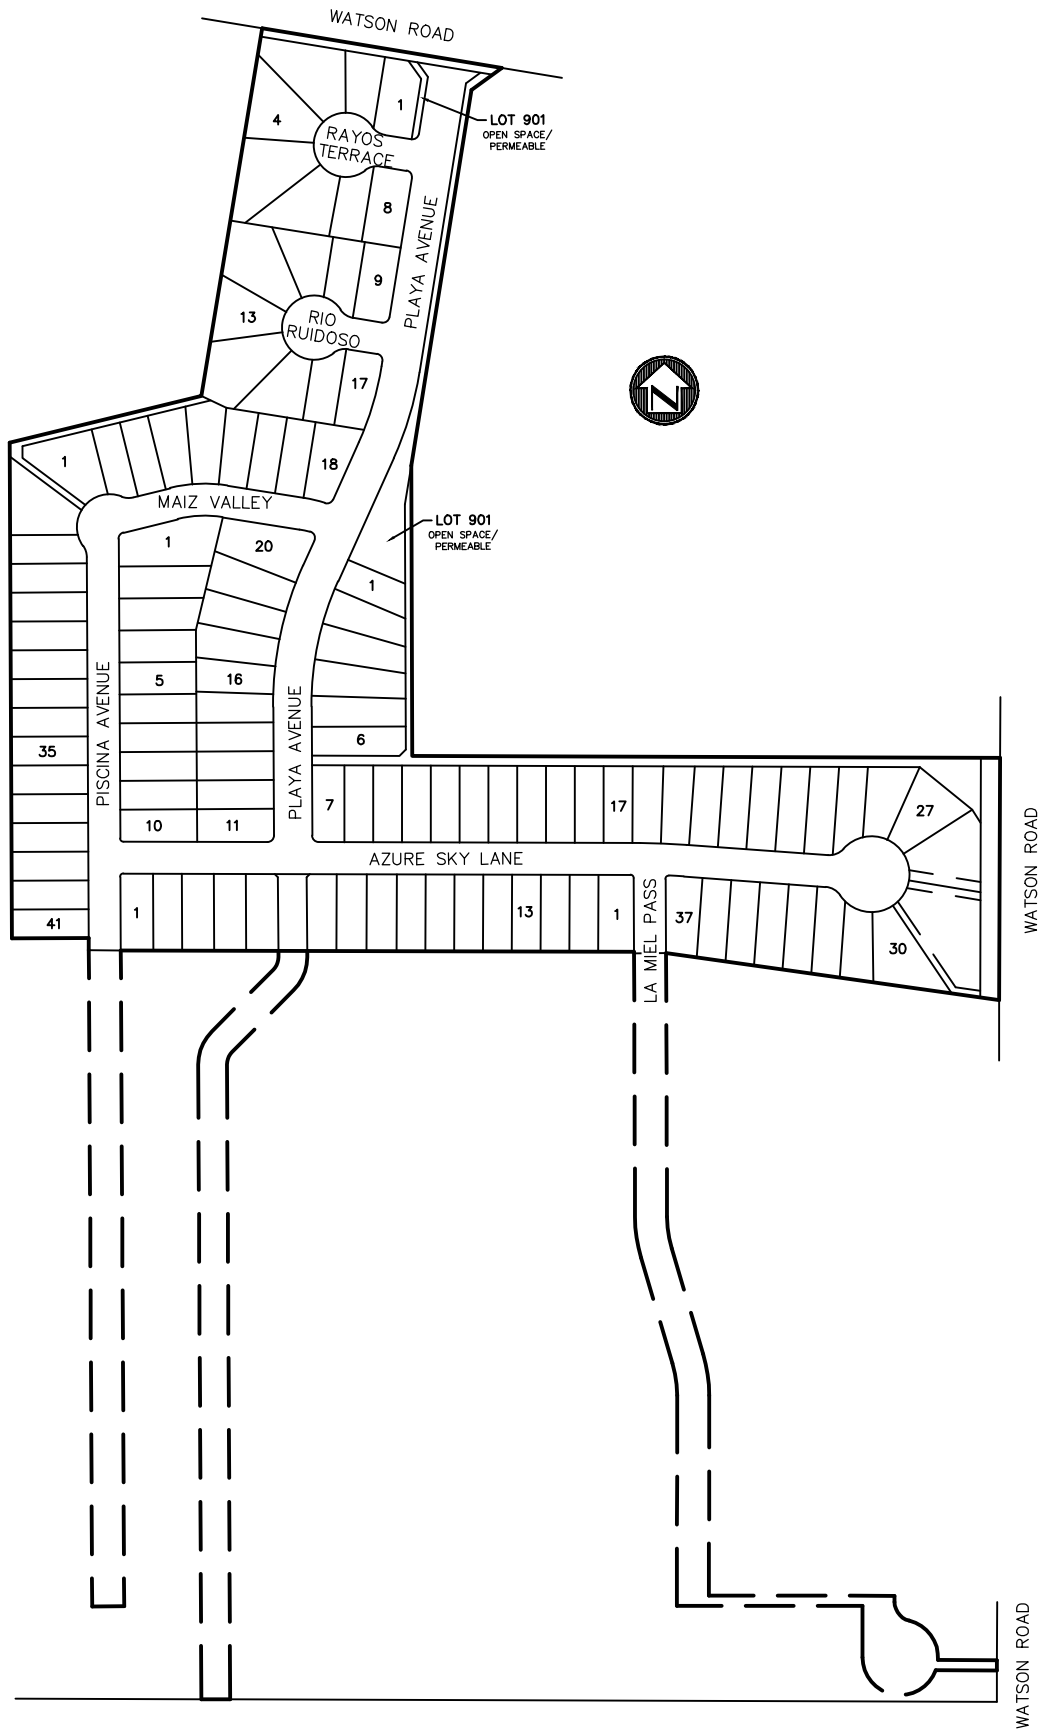 WATSON ROAD
1
LOT 901
OPEN SPACE/
PERMEABLE
4
RAYOS
TERRACE
8
PLAYA AVENUE
9
13
RIO
RUIDOSO
17
N
1
18
MAIZ VALLEY
LOT 901
OPEN SPACE/
PERMEABLE
1
20
1
5
16
PISCINA AVENUE
PLAYA AVENUE
35
6
7
17
27
10
11
WATSON ROAD
AZURE SKY LANE
41
1
13
1
LA MIEL PASS
37
30
WATSON ROAD